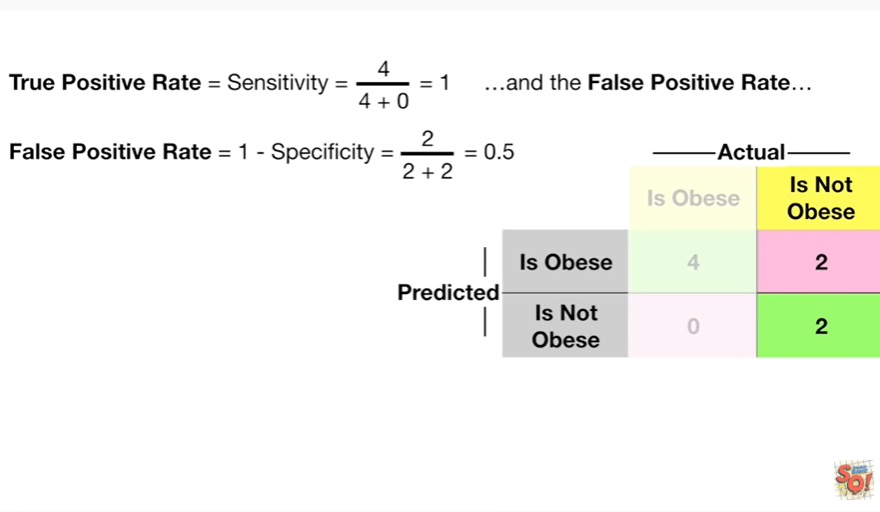 True Positive Rate = Sensitivity = 4 / 4 + 0 = 1 ...and the False Positive Rate...
False Positive Rate = 1 - Specificity = 2 / 2 + 2 = 0.5
Actual
Is Obese
Is Not
Obese
Predicted
Is Obese
4
2
Is Not
Obese
0
2
SQ!